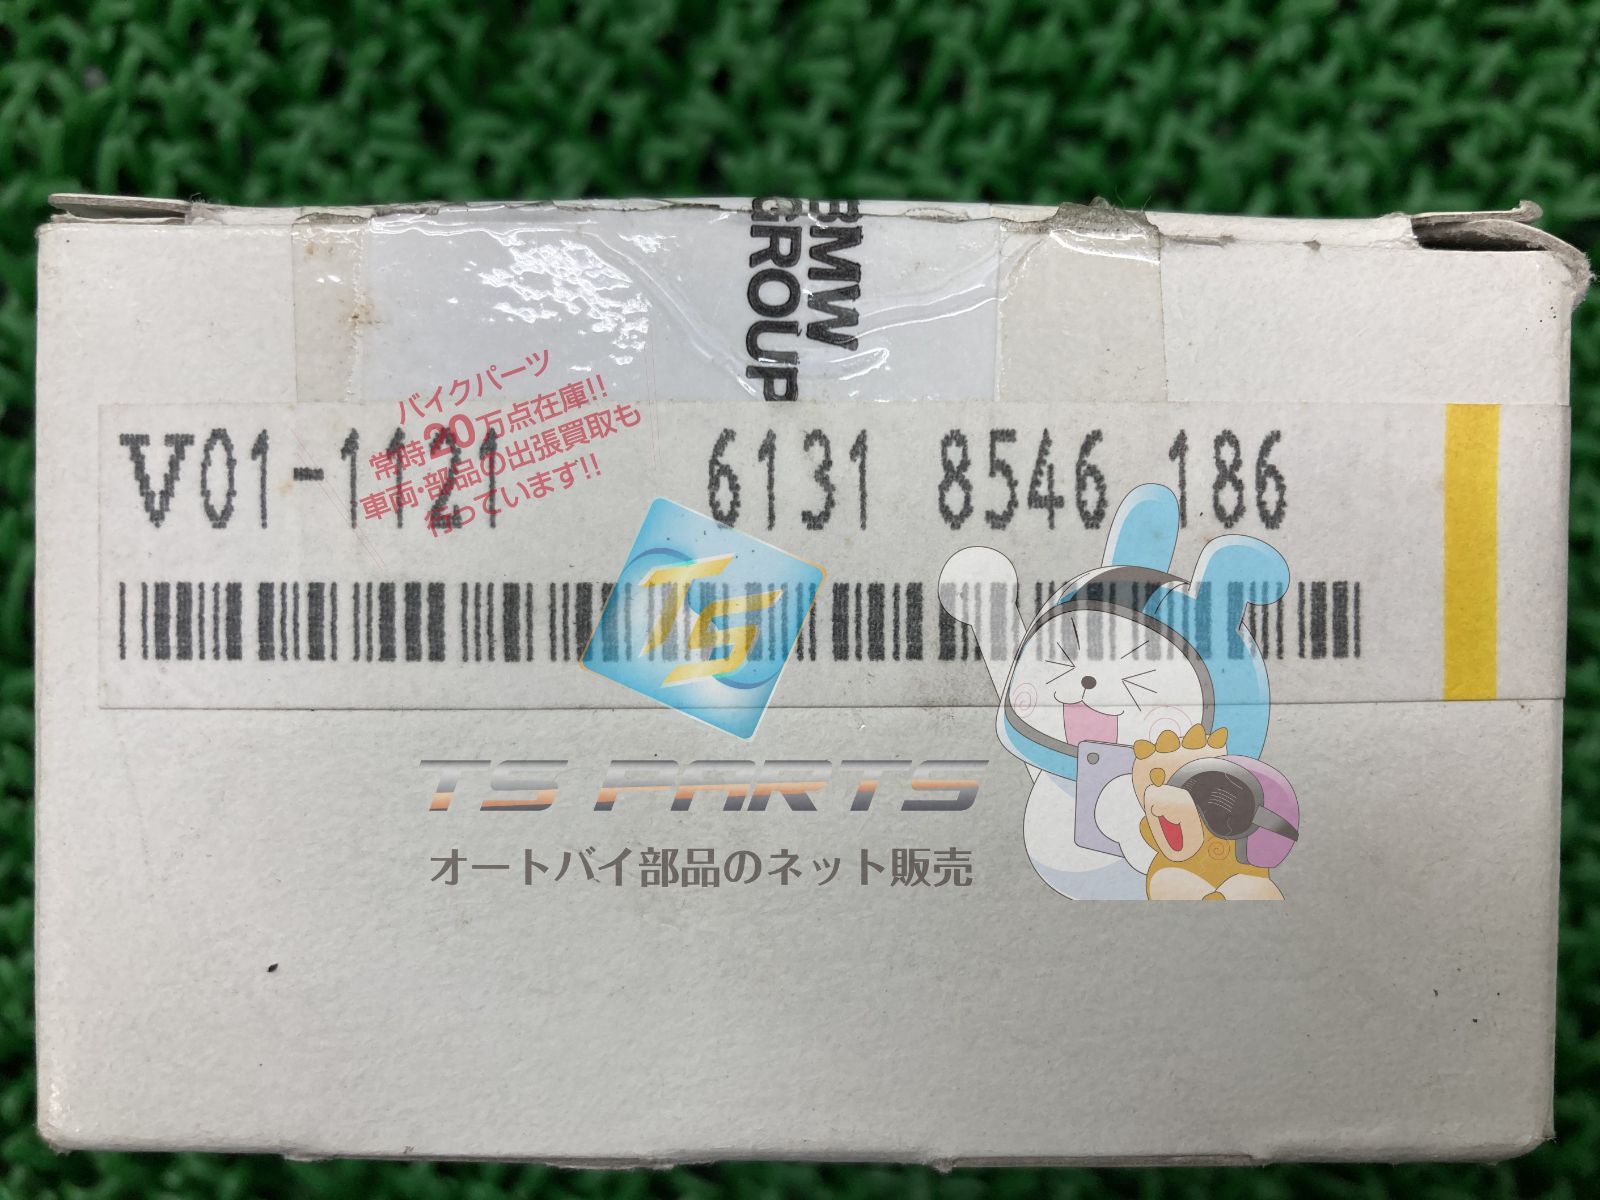 BMW
GROUP
バイクパーツ
常時20万点在庫!!
車両・部品の出張買取も
行っています!!
V01-1121 6131 8546 186
TS
TS PARTS
オートバイ部品のネット販売